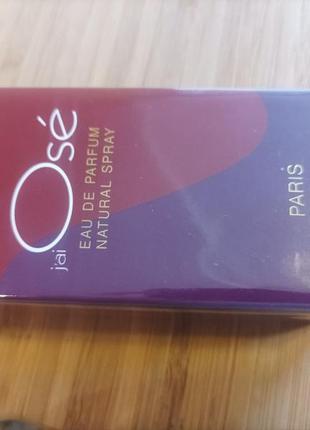 j'ai Osé
EAU DE PARFUM
NATURAL SPRAY
PARIS